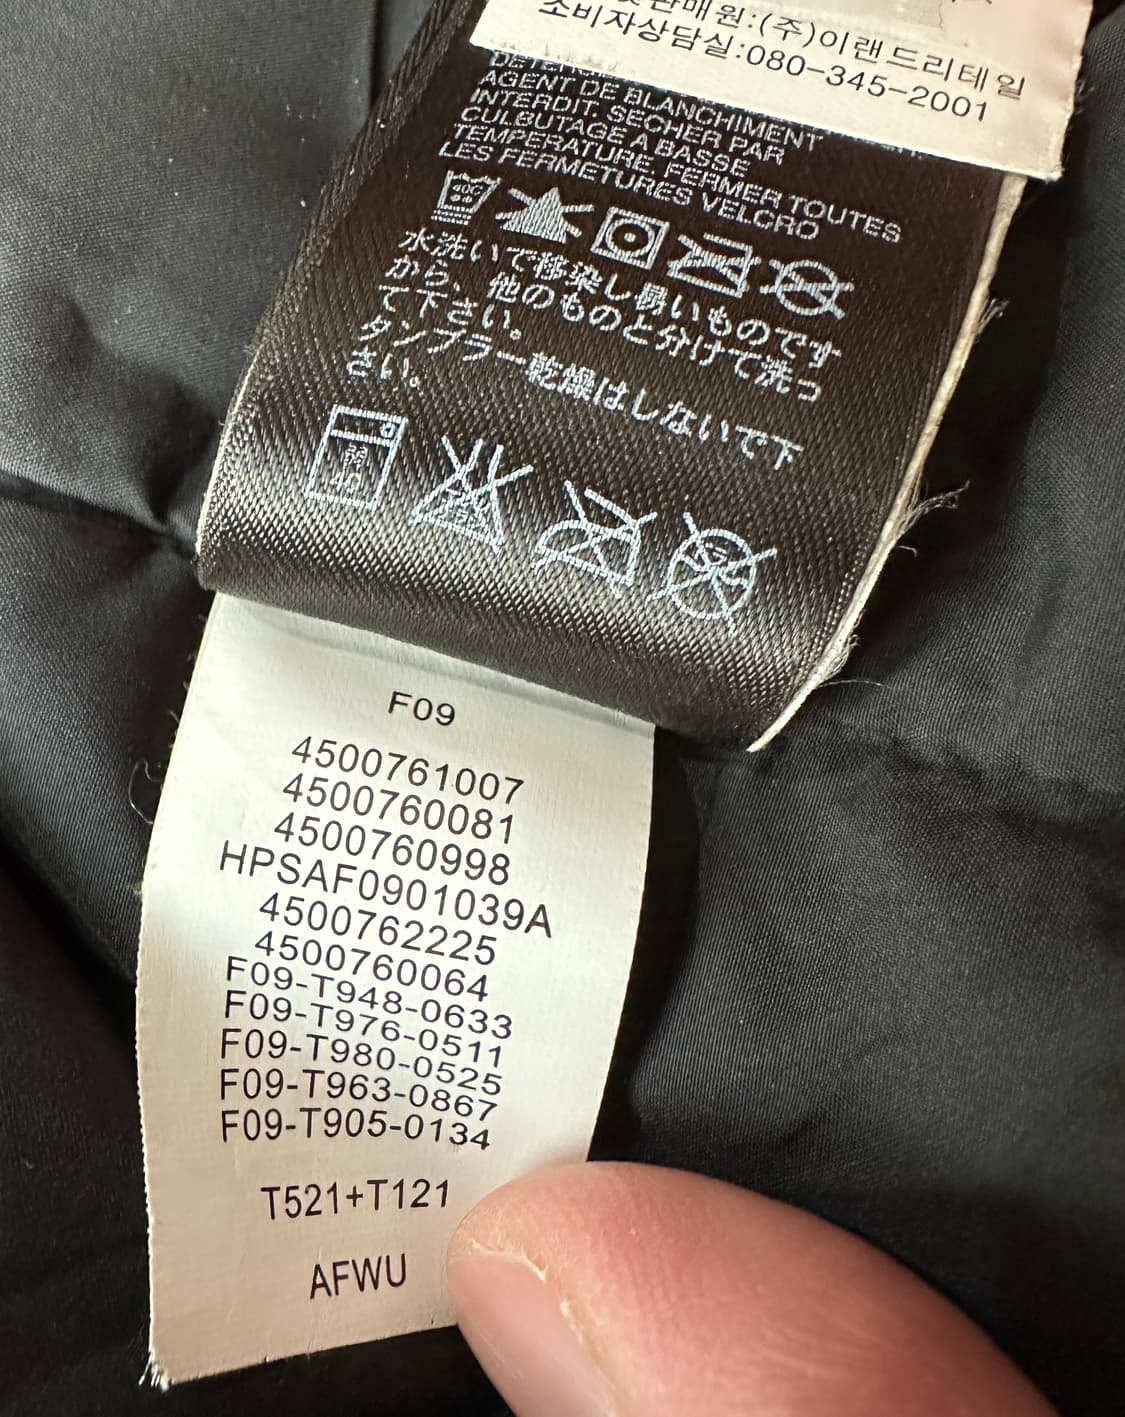 판매원:(주)이랜드리테일
소비자상담실:080-345-2001
AGENT DE BLANCHIMENT
INTERDIT. SECHER PAR
CULBUTAGE A BASSE
TEMPERATURE. FERMER TOUTES
LES FERMETURES VELCRO
水洗いで移染し易いものです
から、他のものと分けて洗っ
て下さい。
タンブラー乾燥はしないで下
さい。
F09
4500761007
4500760081
4500760998
HPSAF0901039A
4500762225
4500760064
F09-T948-0633
F09-T976-0511
F09-T980-0525
F09-T963-0867
F09-T905-0134
T521+T121
AFWU